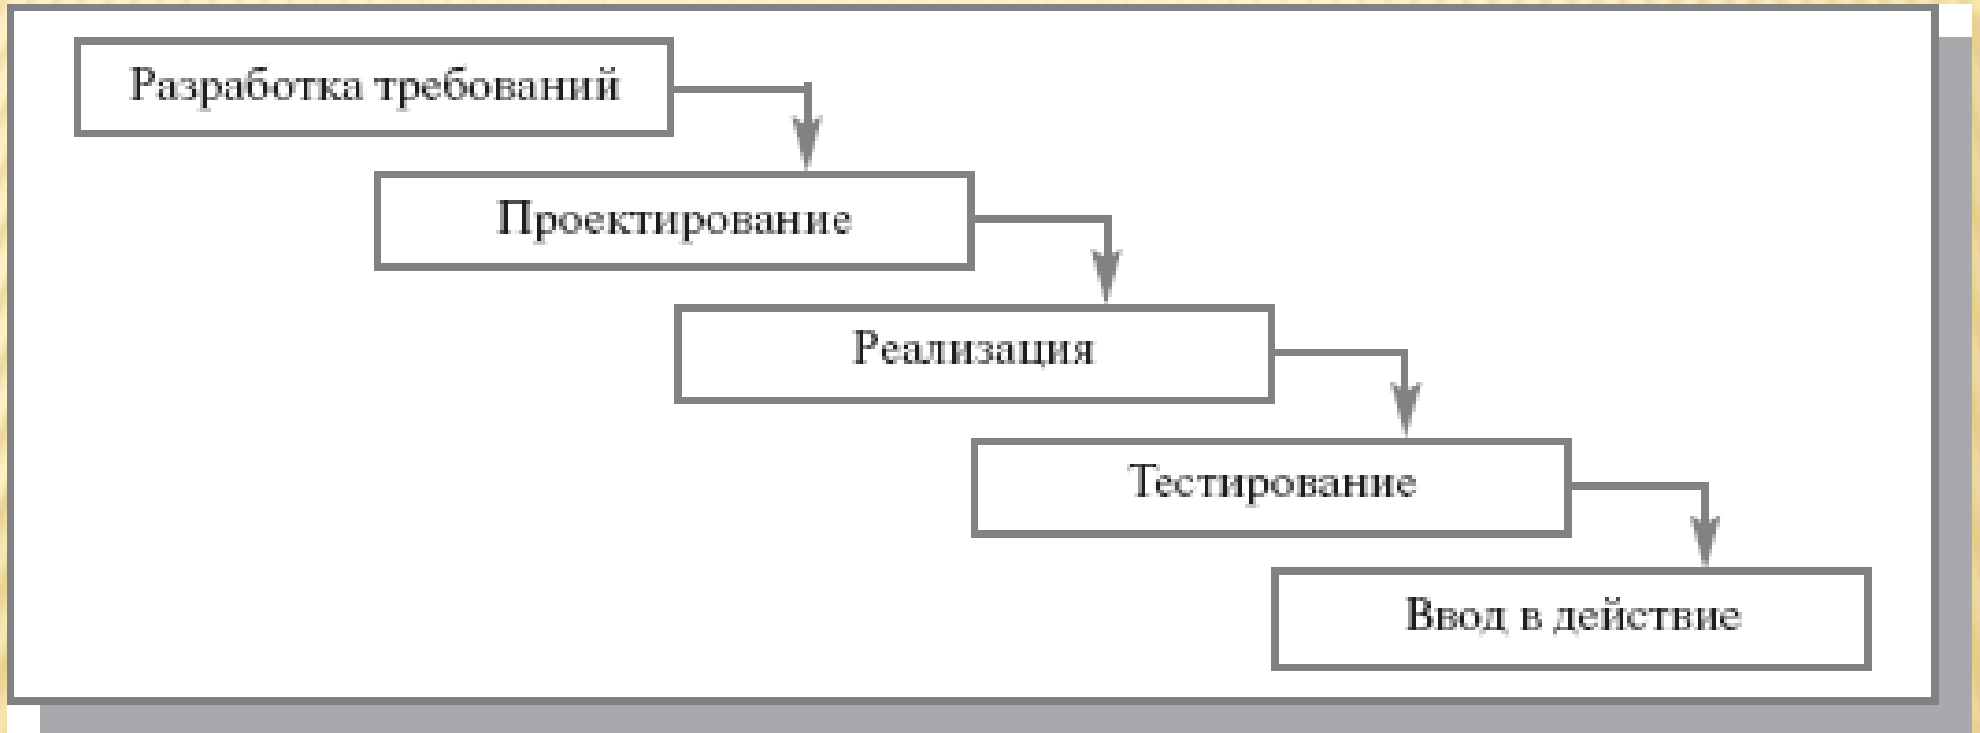 Разработка требований
Проектирование
Реализация
Тестирование
Ввод в действие